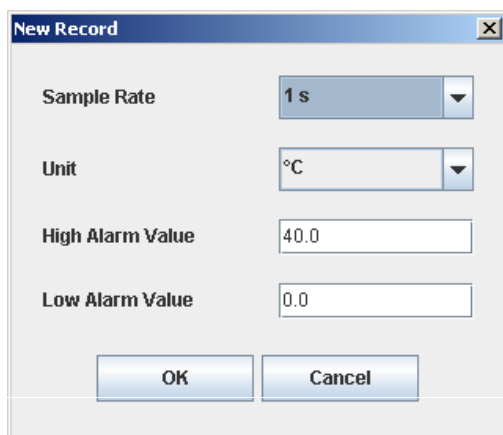 New Record
Sample Rate 1 s
Unit °C
High Alarm Value 40.0
Low Alarm Value 0.0
OK Cancel